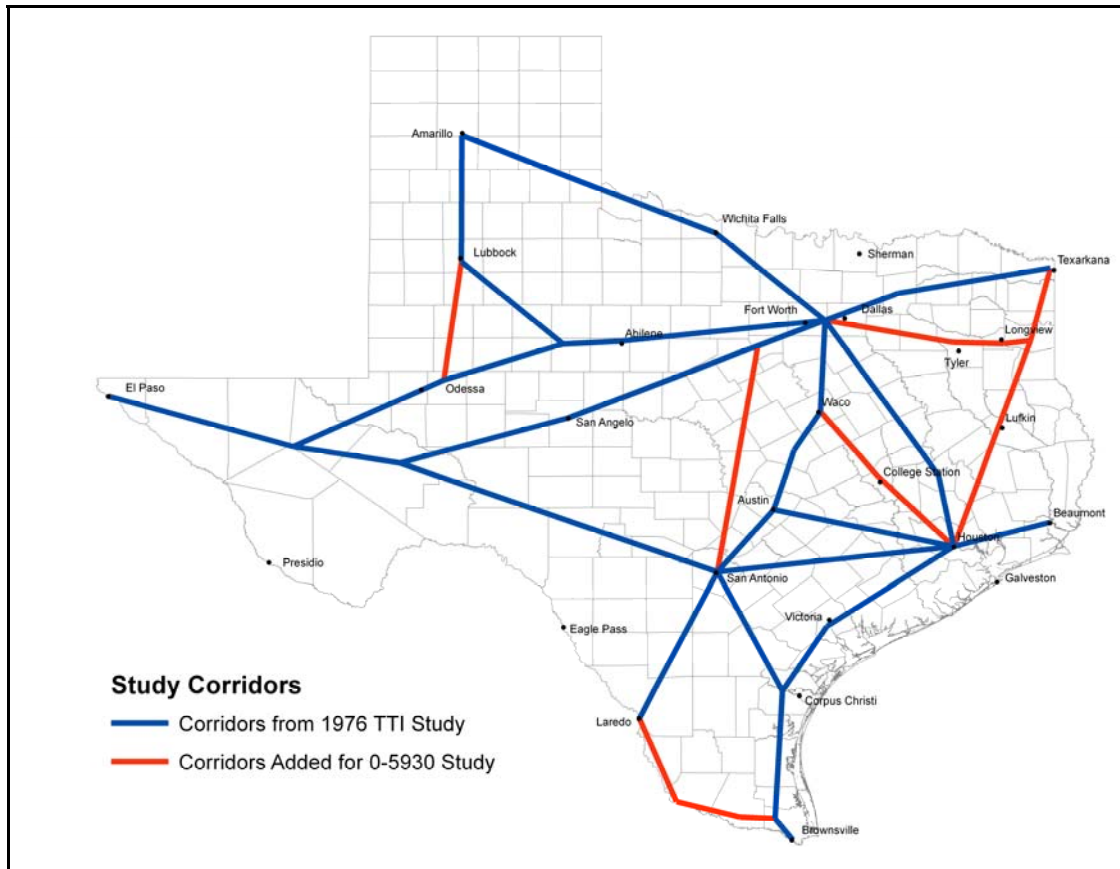 Amarillo
Wichita Falls
Sherman
Lubbock
Texarkana
Fort Worth
Dallas
Abilene
Longview
Tyler
El Paso
Odessa
Waco
San Angelo
Lufkin
College Station
Austin
Beaumont
Houston
Presidio
San Antonio
Galveston
Victoria
Eagle Pass
Study Corridors
Corpus Christi
Corridors from 1976 TTI Study
Laredo
Corridors Added for 0-5930 Study
Brownsville